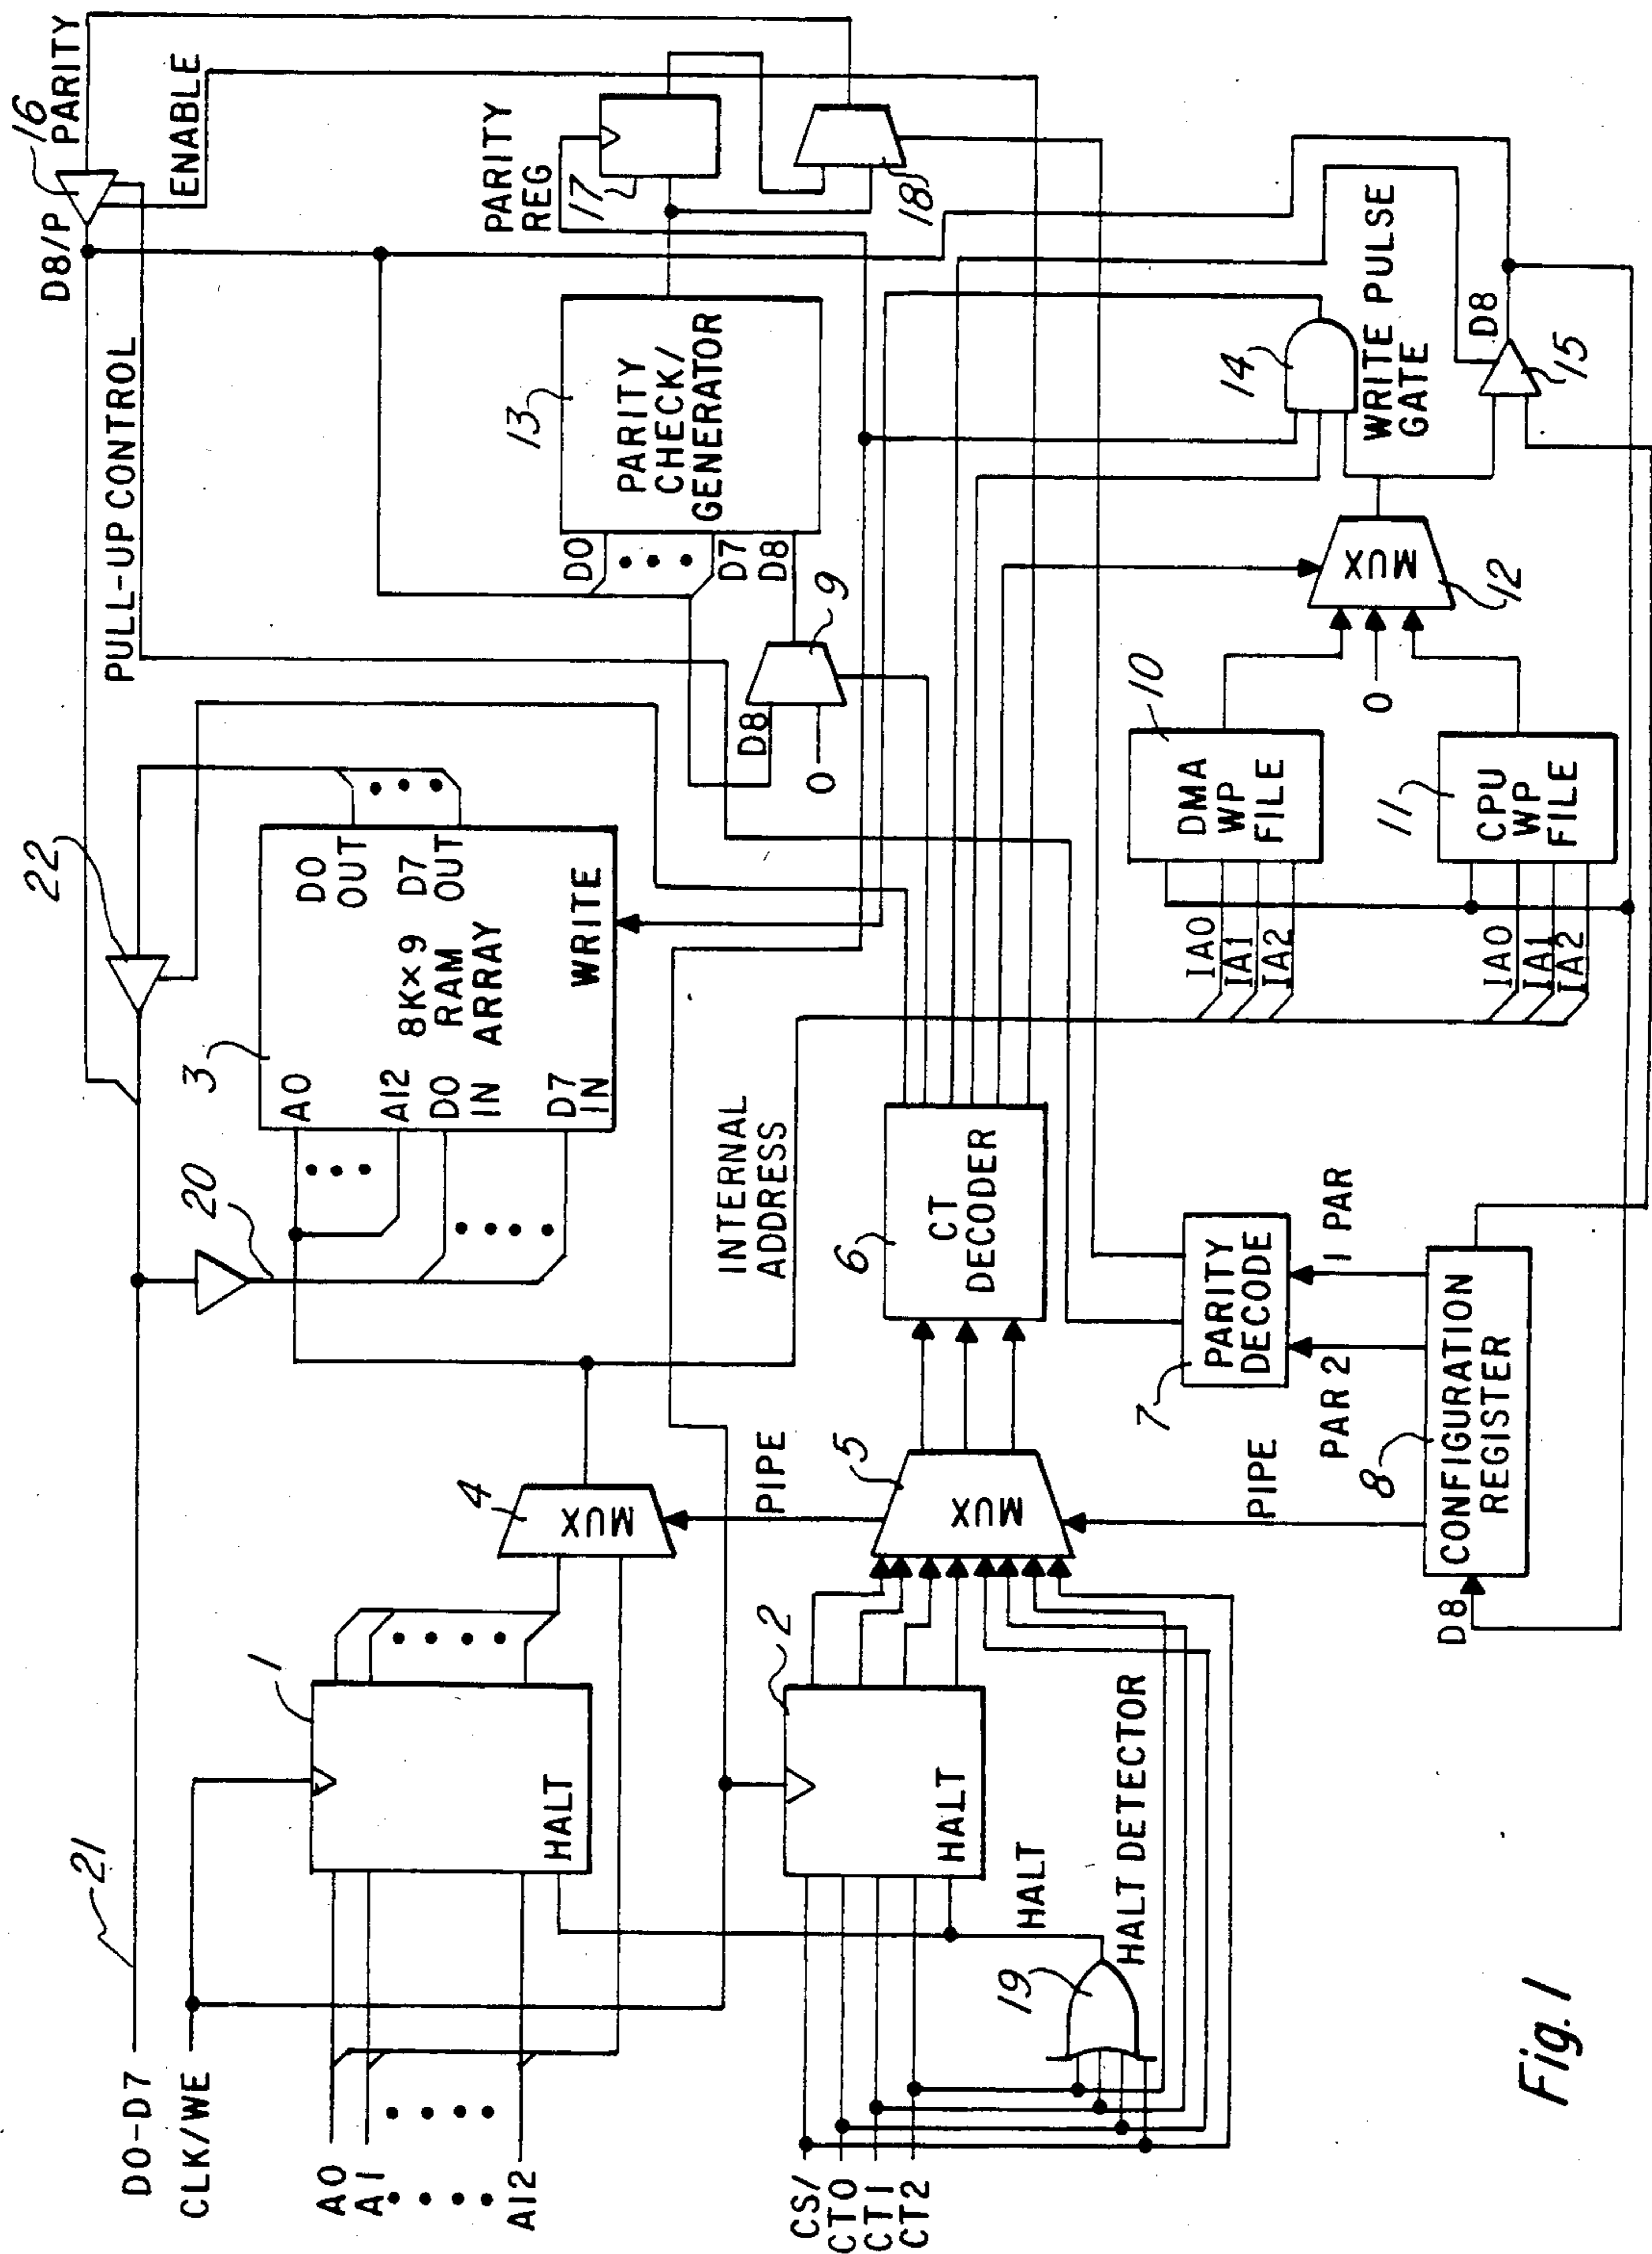 D0-D7
21
CLK/WE
A0
A1
A12
CS/
CT0
CT1
CT2
1
HALT
2
HALT
HALT
19
HALT DETECTOR
4
MUX
PIPE
5
MUX
PIPE
D8
8
CONFIGURATION
REGISTER
PAR 2
1 PAR
7
PARITY
DECODE
20
3
A0
A12
D0
IN
D7
IN
8K×9
RAM
ARRAY
D0
OUT
D7
OUT
WRITE
22
INTERNAL
ADDRESS
6
CT
DECODER
PULL-UP CONTROL
D8/P
16
PARITY
ENABLE
D8
0
9
D0
D7
D8
13
PARITY
CHECK/
GENERATOR
PARITY
REG
17
18
IA0
IA1
IA2
10
DMA
WP
FILE
IA0
IA1
IA2
11
CPU
WP
FILE
0
MUX
12
14
WRITE PULSE
GATE
D8
15
Fig. 1